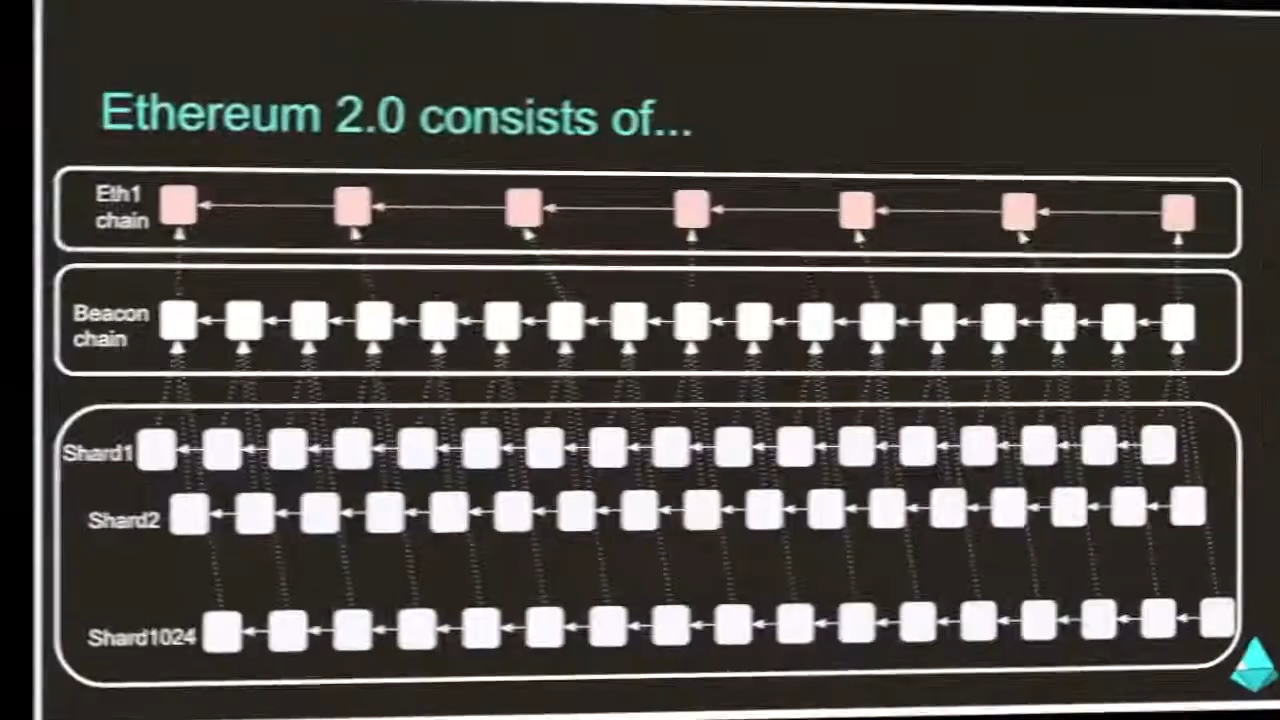 Ethereum 2.0 consists of...
Eth1
chain
Beacon
chain
Shard1
Shard2
Shard1024